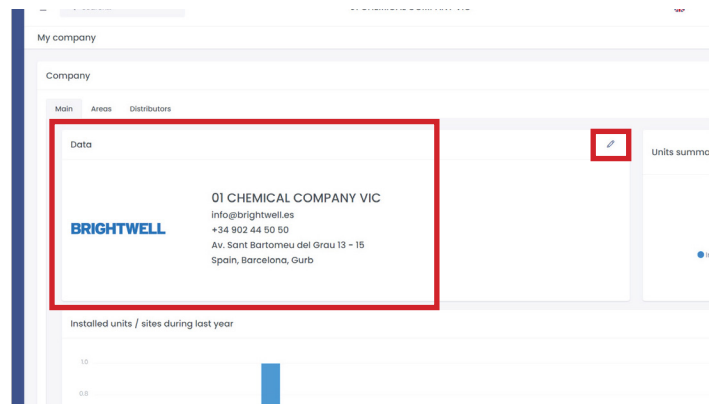 My company
Company
Main Areas Distributors
Data
Units summa
01 CHEMICAL COMPANY VIC
info@brightwell.es
+34 902 44 50 50
BRIGHTWELL
Av. Sant Bartomeu del Grau 13 - 15
Spain, Barcelona, Gurb
Installed units / sites during last year
1.0
0.8